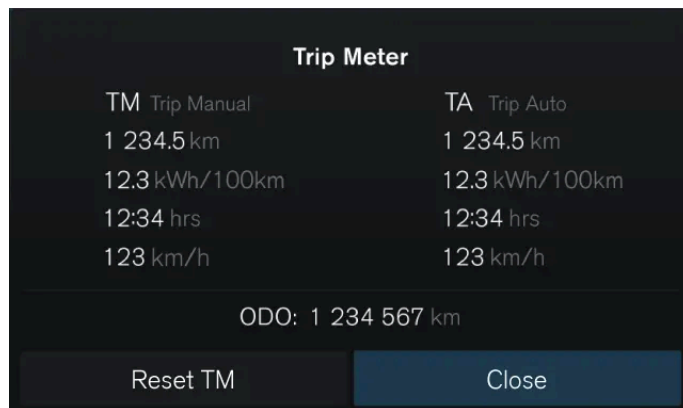 Trip Meter
TM Trip Manual
1 234.5 km
12.3 kWh/100km
12:34 hrs
123 km/h
TA Trip Auto
1 234.5 km
12.3 kWh/100km
12:34 hrs
123 km/h
ODO: 1 234 567 km
Reset TM
Close